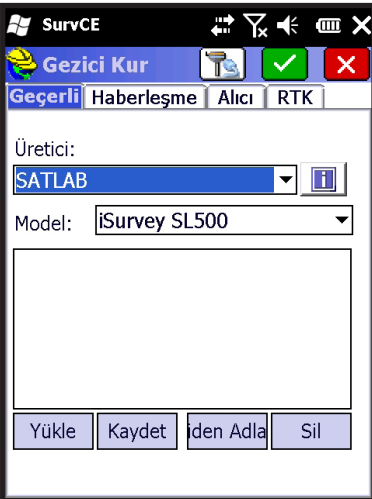 SurvCE
Gezici Kur
Geçerli Haberleşme Alıcı RTK
Üretici:
SATLAB
Model: iSurvey SL500
Yükle Kaydet iden Adla Sil